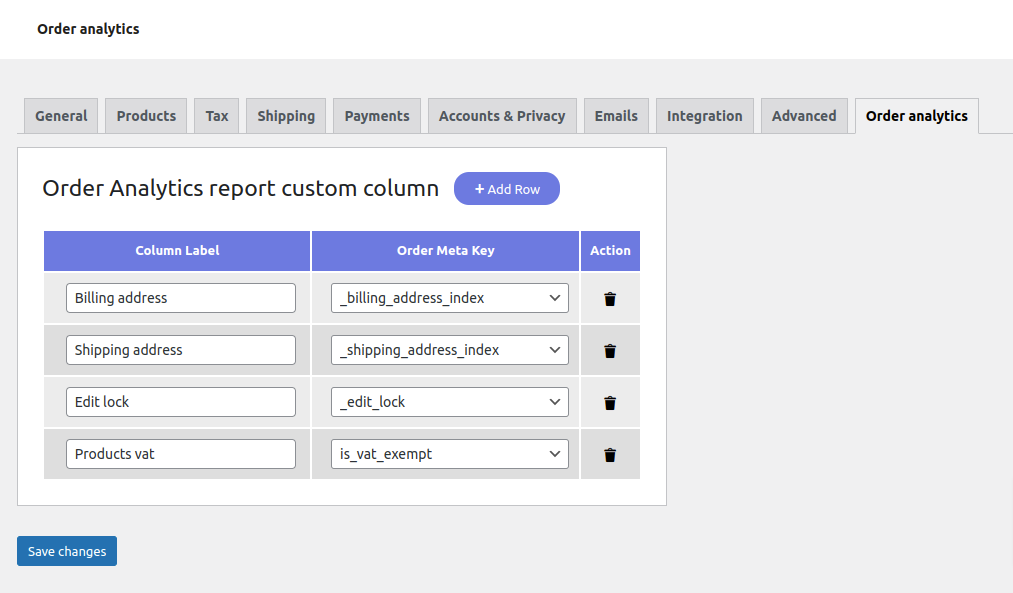 Order analytics
General Products Tax Shipping Payments Accounts & Privacy Emails Integration Advanced Order analytics
Order Analytics report custom column + Add Row
Column Label Order Meta Key Action
Billing address _billing_address_index
Shipping address _shipping_address_index
Edit lock _edit_lock
Products vat is_vat_exempt
Save changes